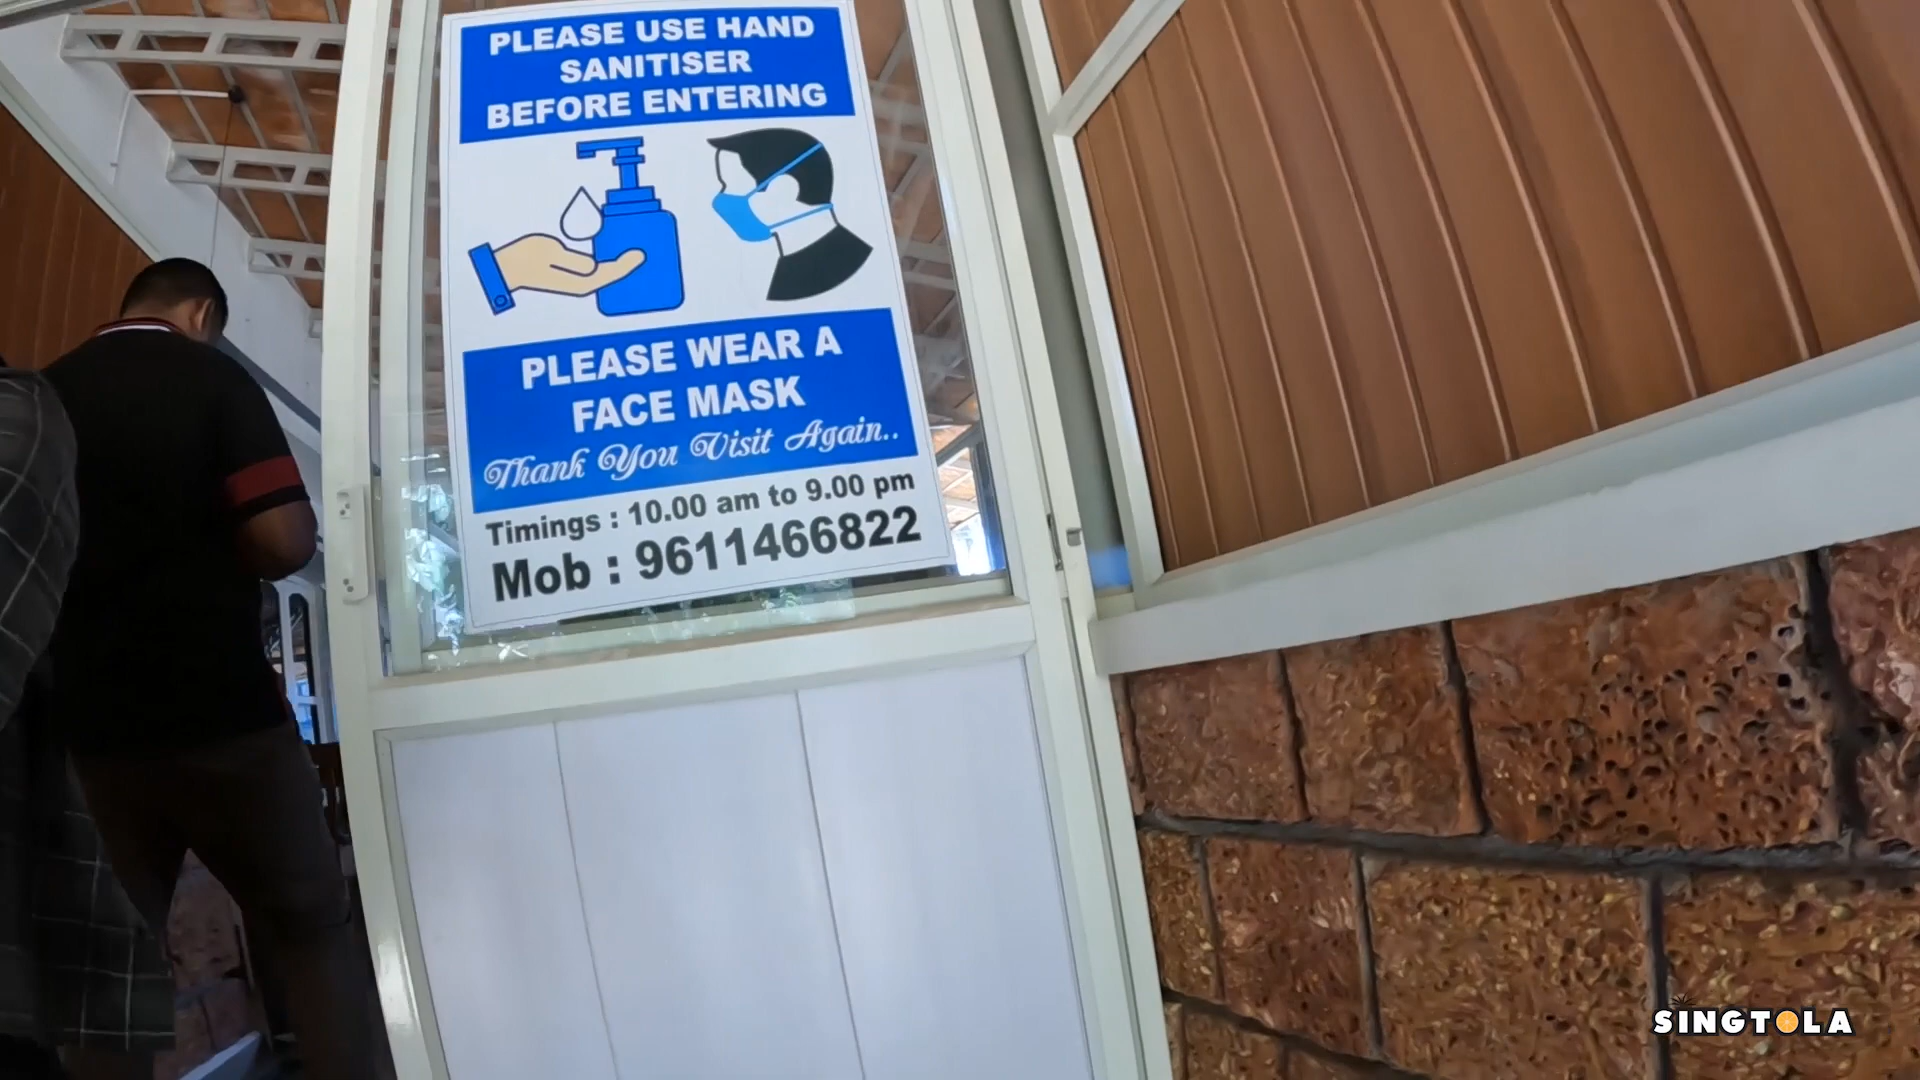 PLEASE USE HAND
SANITISER
BEFORE ENTERING
PLEASE WEAR A
FACE MASK
Thank You Visit Again..
Timings : 10.00 am to 9.00 pm
Mob : 9611466822
SINGTOLA